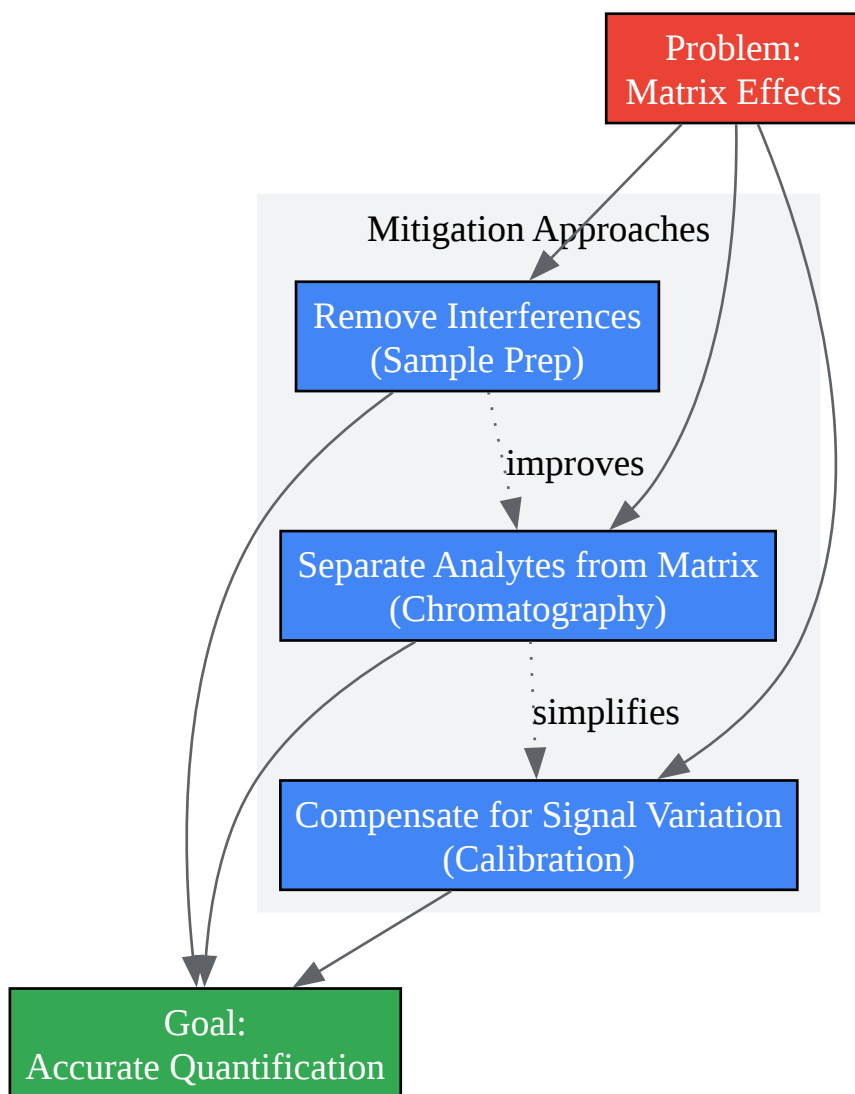 Problem:
Matrix Effects
Mitigation Approaches
Remove Interferences
(Sample Prep)
improves
Separate Analytes from Matrix
(Chromatography)
simplifies
Compensate for Signal Variation
(Calibration)
Goal:
Accurate Quantification